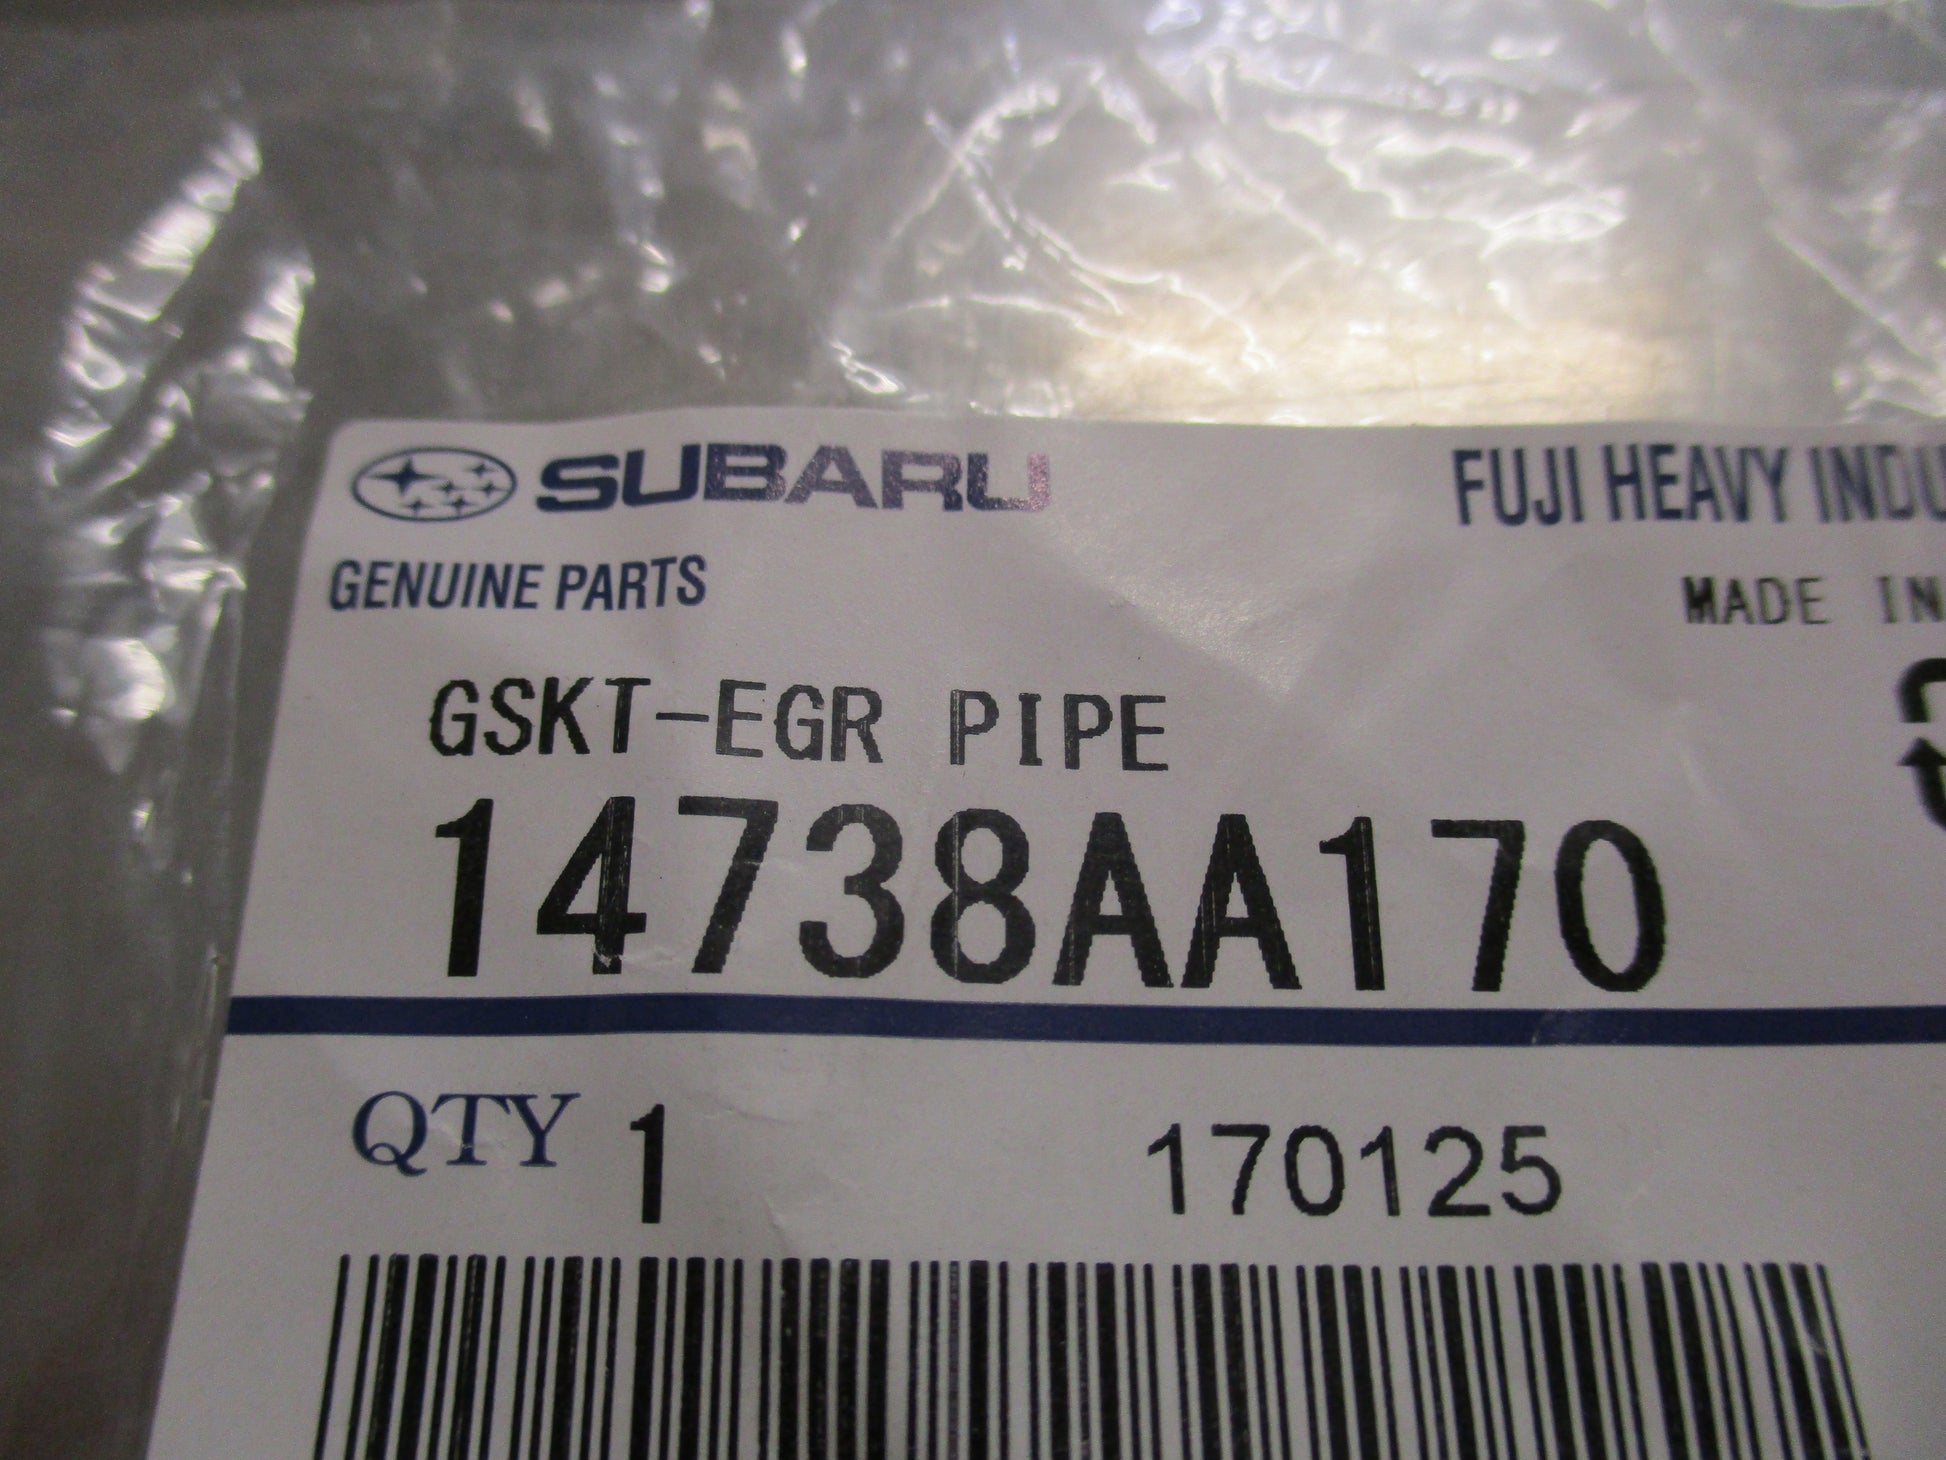 SUBARU
FUJI HEAVY INDU
GENUINE PARTS
MADE IN
GSKT-EGR PIPE
14738AA170
QTY 1
170125